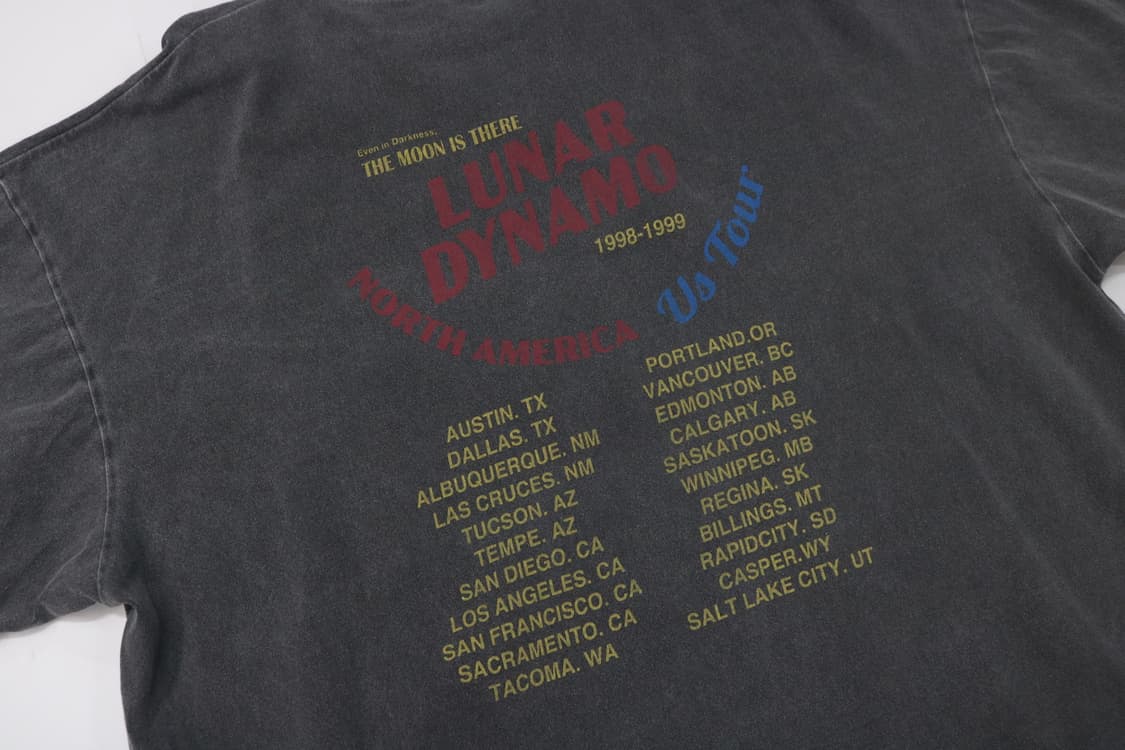 Even in Darkness,
THE MOON IS THERE
LUNAR
DYNAMO
1998-1999
NORTH AMERICA
Us Tour
AUSTIN. TX
DALLAS. TX
ALBUQUERQUE. NM
LAS CRUCES. NM
TUCSON. AZ
TEMPE. AZ
SAN DIEGO. CA
LOS ANGELES. CA
SAN FRANCISCO. CA
SACRAMENTO. CA
TACOMA. WA
PORTLAND.OR
VANCOUVER. BC
EDMONTON. AB
CALGARY. AB
SASKATOON. SK
WINNIPEG. MB
REGINA. SK
BILLINGS. MT
RAPIDCITY. SD
CASPER.WY
SALT LAKE CITY. UT